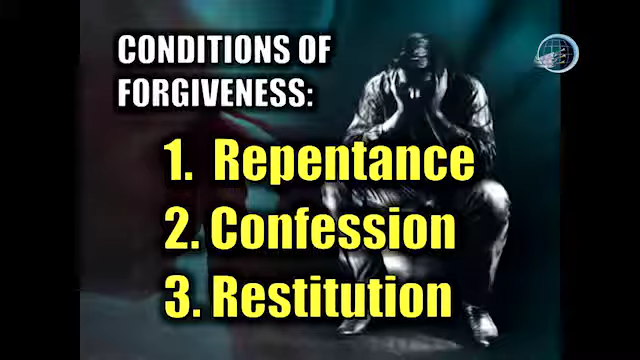 CONDITIONS OF
FORGIVENESS:
1. Repentance
2. Confession
3. Restitution